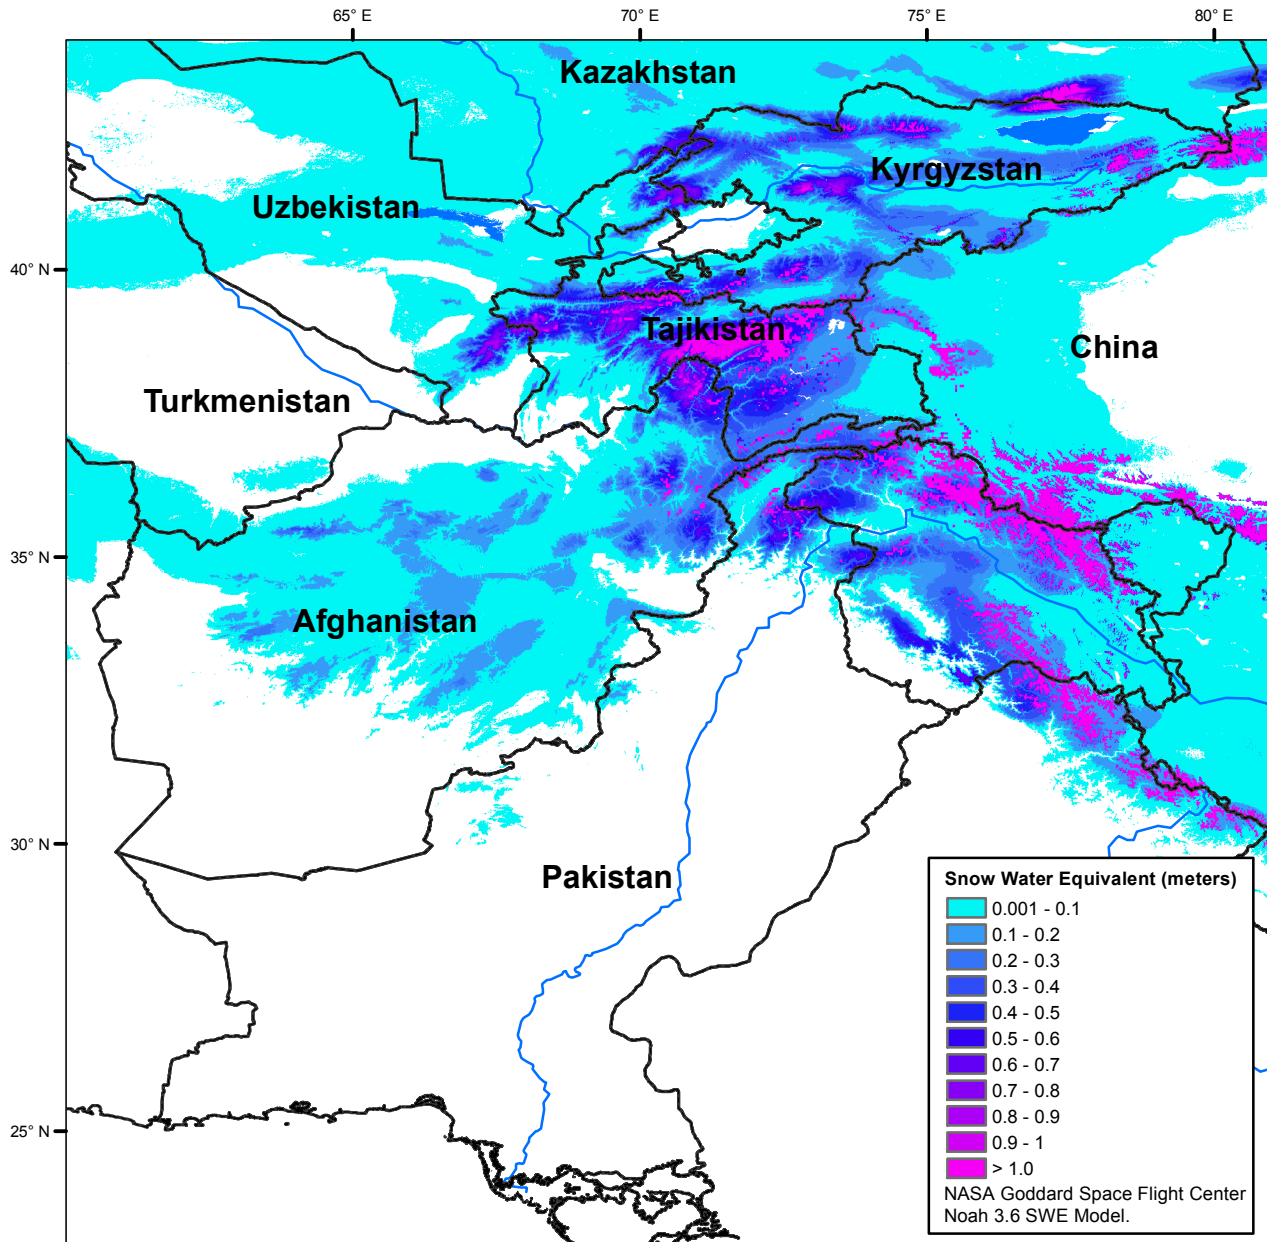 65° E
70° E
75° E
80° E
Kazakhstan
Kyrgyzstan
Uzbekistan
40° N
Tajikistan
China
Turkmenistan
35° N
Afghanistan
30° N
Pakistan
25° N
Snow Water Equivalent (meters)
0.001 - 0.1
0.1 - 0.2
0.2 - 0.3
0.3 - 0.4
0.4 - 0.5
0.5 - 0.6
0.6 - 0.7
0.7 - 0.8
0.8 - 0.9
0.9 - 1
> 1.0
NASA Goddard Space Flight Center
Noah 3.6 SWE Model.